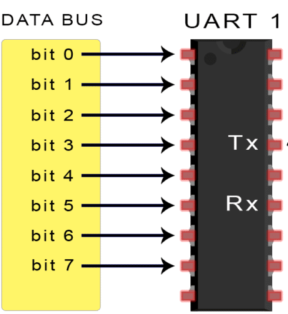 DATA BUS
UART 1
bit 0
bit 1
bit 2
bit 3
Tx
bit 4
bit 5
Rx
bit 6
bit 7